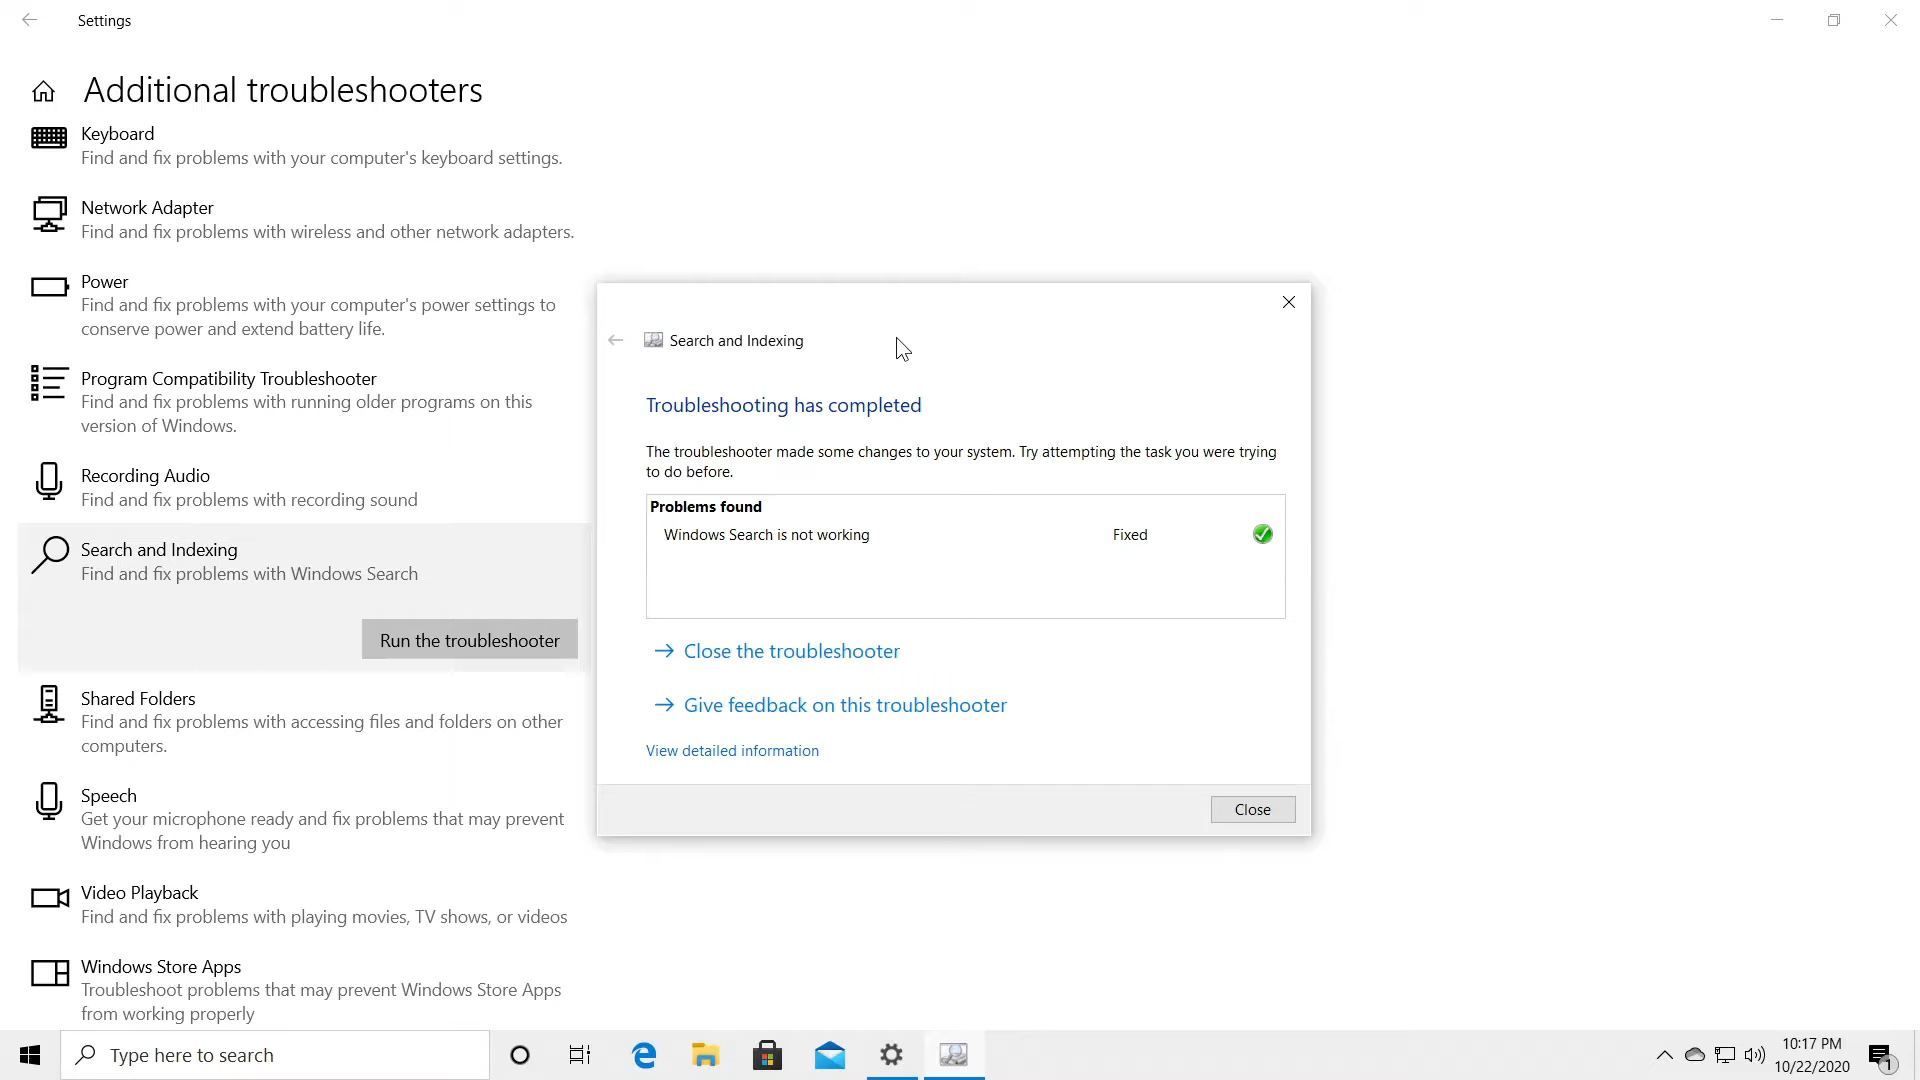 Settings
Additional troubleshooters
Keyboard
Find and fix problems with your computer's keyboard settings.
Network Adapter
Find and fix problems with wireless and other network adapters.
Power
Find and fix problems with your computer's power settings to
conserve power and extend battery life.
Program Compatibility Troubleshooter
Find and fix problems with running older programs on this
version of Windows.
Recording Audio
Find and fix problems with recording sound
Search and Indexing
Find and fix problems with Windows Search
Run the troubleshooter
Shared Folders
Find and fix problems with accessing files and folders on other
computers.
Speech
Get your microphone ready and fix problems that may prevent
Windows from hearing you
Video Playback
Find and fix problems with playing movies, TV shows, or videos
Windows Store Apps
Troubleshoot problems that may prevent Windows Store Apps
from working properly
Search and Indexing
Troubleshooting has completed
The troubleshooter made some changes to your system. Try attempting the task you were trying
to do before.
Problems found
Windows Search is not working Fixed
Close the troubleshooter
Give feedback on this troubleshooter
View detailed information
Close
Type here to search
10:17 PM
10/22/2020
1